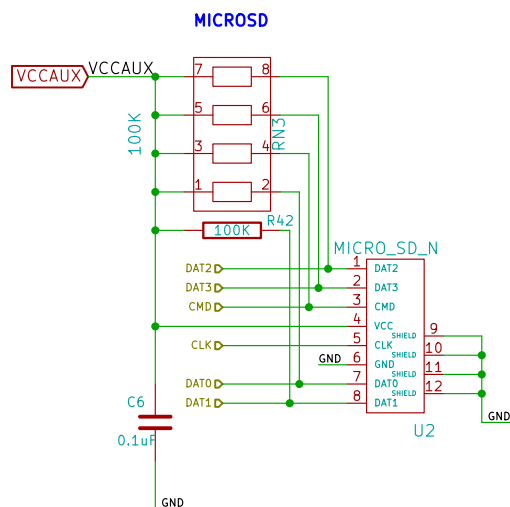 MICROSD
VCCAUX
VCCAUX
7 8
5 6
3 4
1 2
100K
RN3
R42
100K
MICRO_SD_N
DAT2 1 DAT2
DAT3 2 DAT3
CMD 3 CMD
4 VCC
CLK 5 CLK
GND 6 GND
DAT0 7 DAT0
DAT1 8 DAT1
SHIELD 9
SHIELD 10
SHIELD 11
SHIELD 12
GND
U2
C6
0.1uF
GND